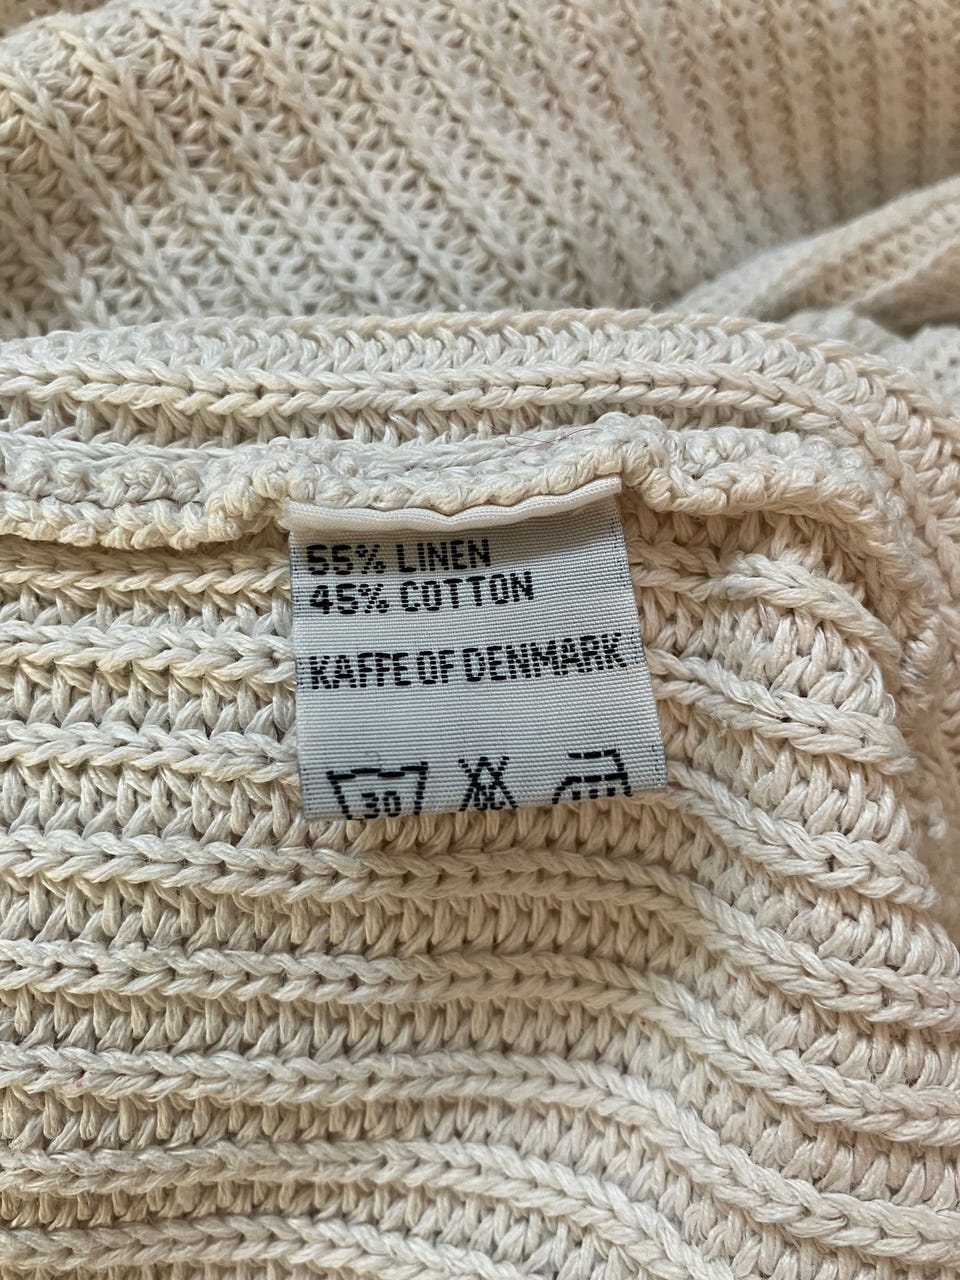 55% LINEN
45% COTTON
KAFFE OF DENMARK
30